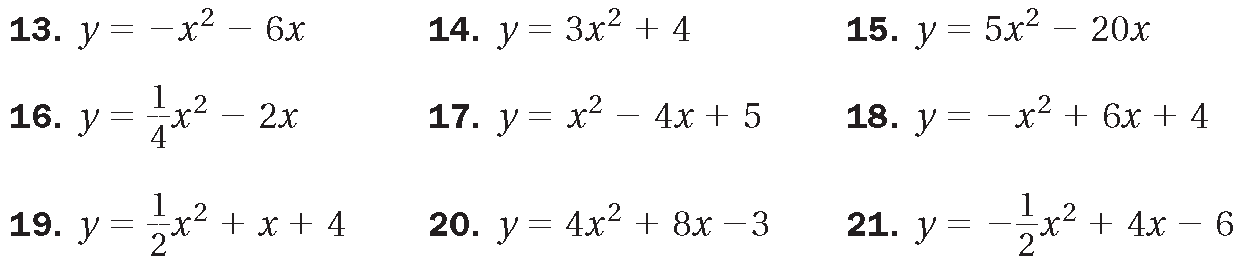 13. y = −x² − 6x 14. y = 3x² + 4 15. y = 5x² − 20x
16. y = 1/4x² − 2x 17. y = x² − 4x + 5 18. y = −x² + 6x + 4
19. y = 1/2x² + x + 4 20. y = 4x² + 8x −3 21. y = −1/2x² + 4x − 6